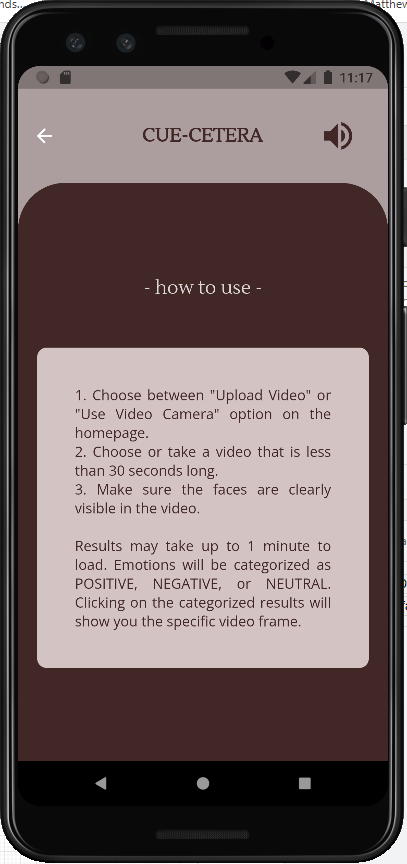 nds..
Matthew
11:17
CUE-CETERA
- how to use -
1. Choose between "Upload Video" or
"Use Video Camera" option on the
homepage.
2. Choose or take a video that is less
than 30 seconds long.
3. Make sure the faces are clearly
visible in the video.
Results may take up to 1 minute to
load. Emotions will be categorized as
POSITIVE, NEGATIVE, or NEUTRAL.
Clicking on the categorized results will
show you the specific video frame.